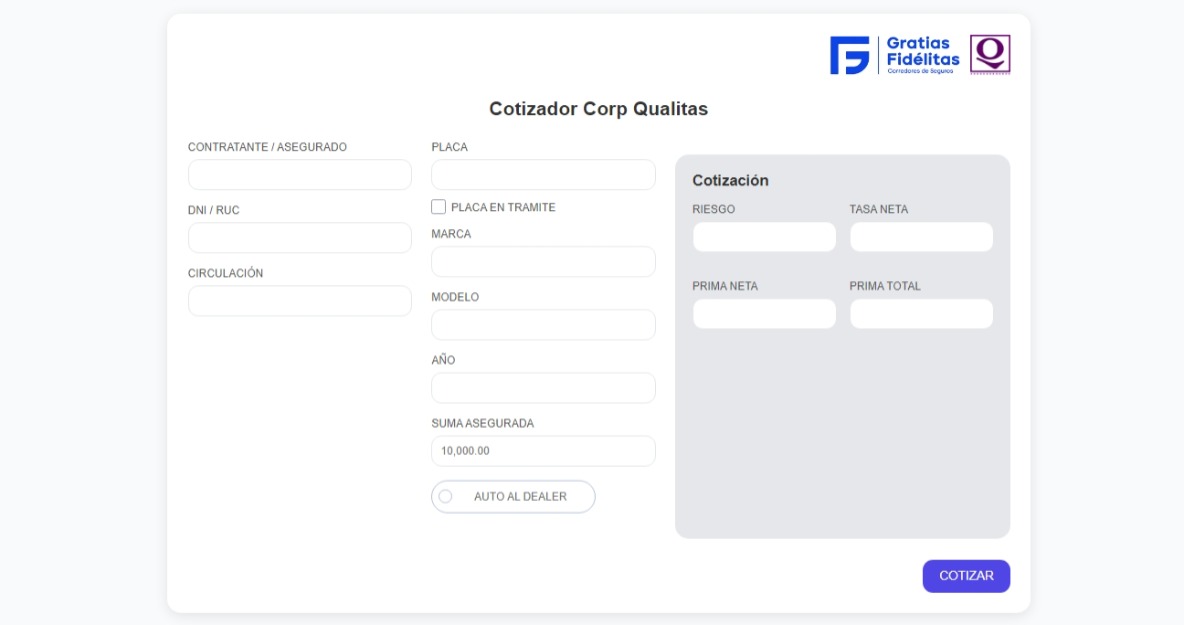 Gratias
Fidélitas
Corredores de Seguros
Q
Cotizador Corp Qualitas
CONTRATANTE / ASEGURADO
DNI / RUC
CIRCULACIÓN
PLACA
PLACA EN TRAMITE
MARCA
MODELO
AÑO
SUMA ASEGURADA
10,000.00
AUTO AL DEALER
Cotización
RIESGO
TASA NETA
PRIMA NETA
PRIMA TOTAL
COTIZAR